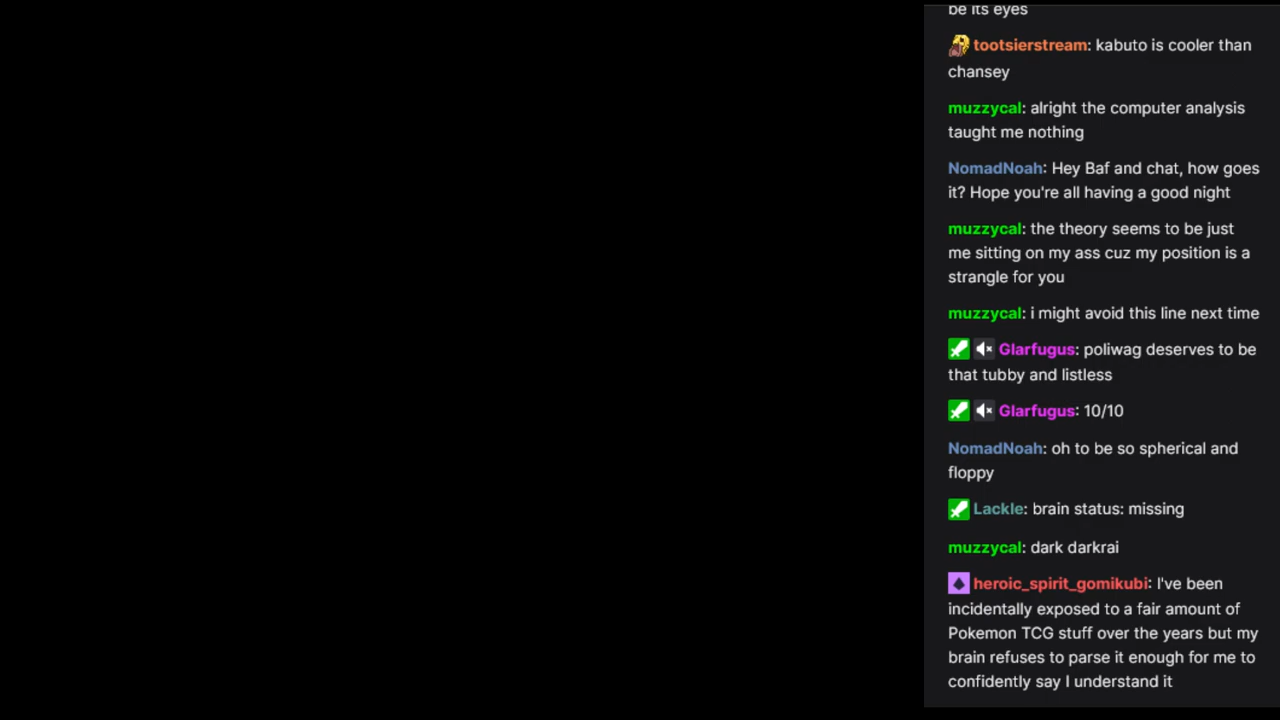 be its eyes
tootsierstream: kabuto is cooler than
chansey
muzzycal: alright the computer analysis
taught me nothing
NomadNoah: Hey Baf and chat, how goes
it? Hope you're all having a good night
muzzycal: the theory seems to be just
me sitting on my ass cuz my position is a
strangle for you
muzzycal: i might avoid this line next time
Glarfugus: poliwag deserves to be
that tubby and listless
Glarfugus: 10/10
NomadNoah: oh to be so spherical and
floppy
Lackle: brain status: missing
muzzycal: dark darkrai
heroic_spirit_gomikubi: I've been
incidentally exposed to a fair amount of
Pokemon TCG stuff over the years but my
brain refuses to parse it enough for me to
confidently say I understand it